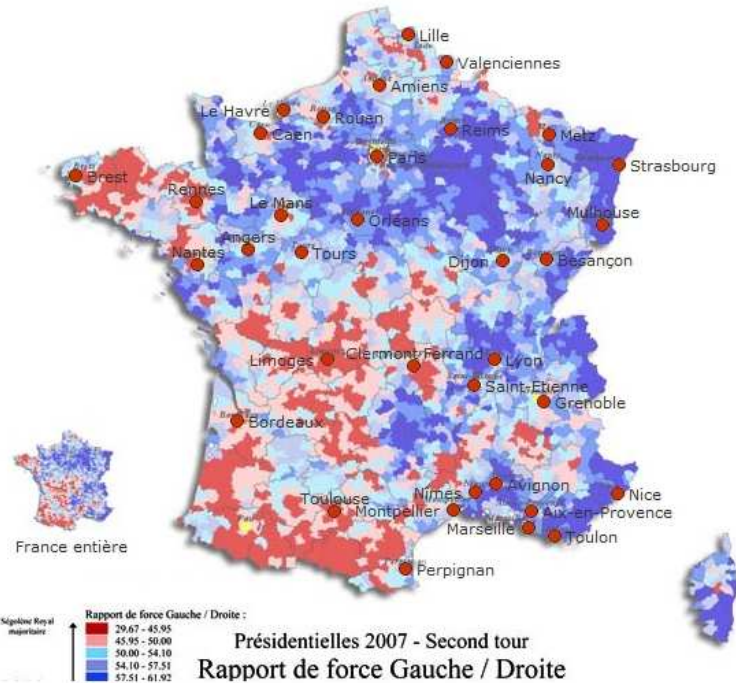 Lille
Valenciennes
Amiens
Le Havre
Rouen
Caen
Reims
Metz
Paris
Strasbourg
Brest
Nancy
Rennes
Le Mans
Orléans
Mulhouse
Angers
Nantes
Tours
Dijon
Besançon
Limoges
Clermont Ferrand
Lyon
Saint-Etienne
Grenoble
Bordeaux
Avignon
Nîmes
Nice
Toulouse
Montpellier
Aix-en-Provence
Marseille
Toulon
Perpignan
France entière
Ségolène Royal
majoritaire
Rapport de force Gauche / Droite :
29.67 - 45.95
45.95 - 50.00
50.00 - 54.10
54.10 - 57.51
57.51 - 61.92
Présidentielles 2007 - Second tour
Rapport de force Gauche / Droite